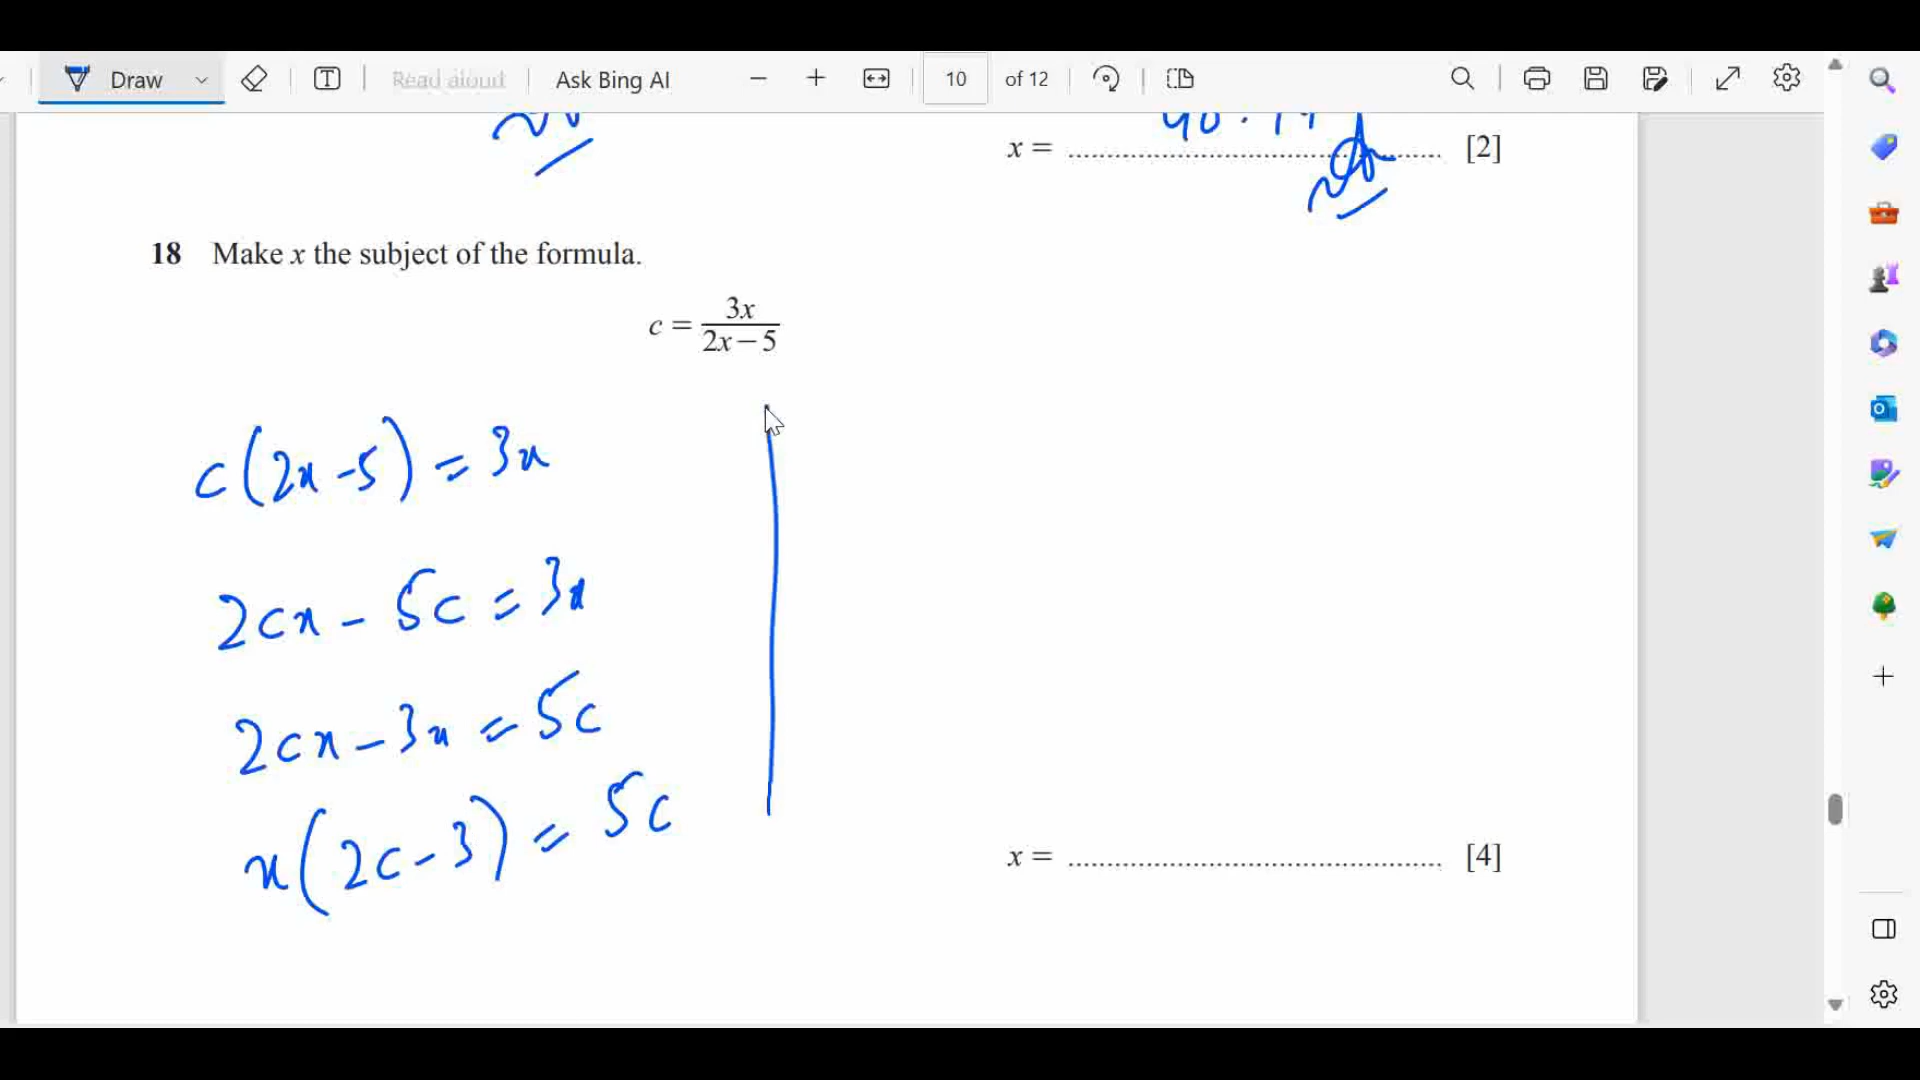 Draw Read aloud Ask Bing AI 10 of 12
x = ........................................ [2]
18 Make x the subject of the formula.
c = 3x / 2x − 5
c(2x - 5) = 3x
2cx - 5c = 3x
2cx - 3x = 5c
x(2c - 3) = 5c
x = ........................................ [4]